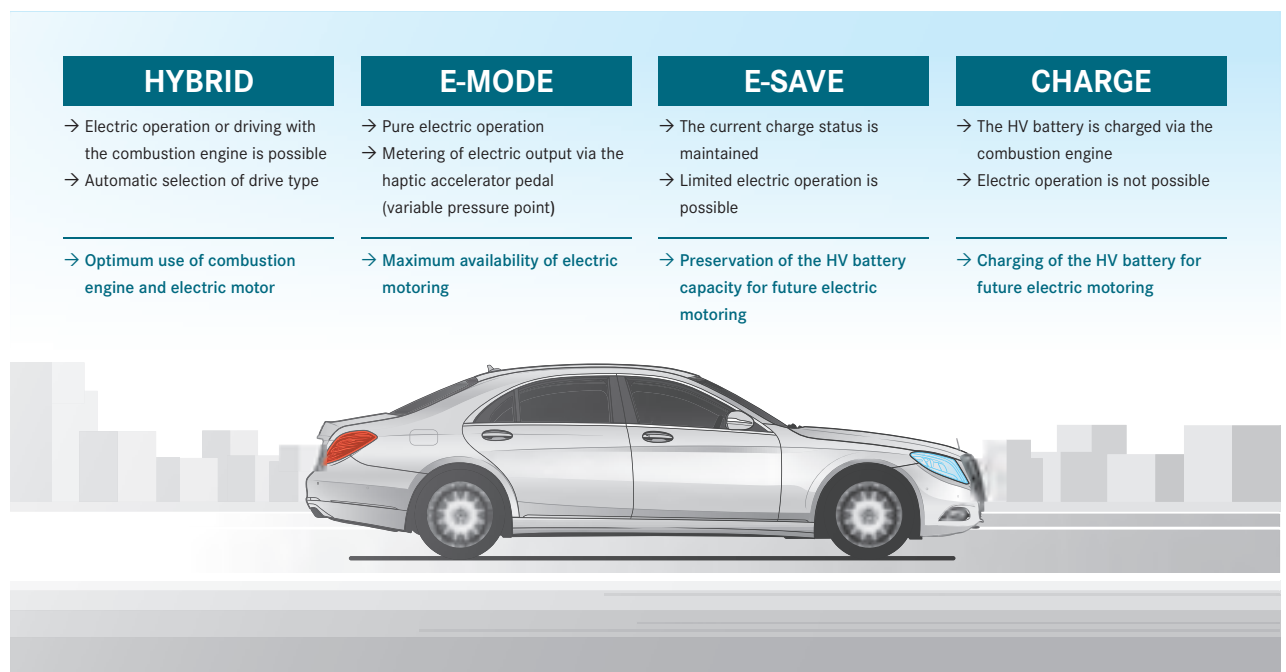 HYBRID
→ Electric operation or driving with
the combustion engine is possible
→ Automatic selection of drive type
→ Optimum use of combustion
engine and electric motor
E-MODE
→ Pure electric operation
→ Metering of electric output via the
haptic accelerator pedal
(variable pressure point)
→ Maximum availability of electric
motoring
E-SAVE
→ The current charge status is
maintained
→ Limited electric operation is
possible
→ Preservation of the HV battery
capacity for future electric
motoring
CHARGE
→ The HV battery is charged via the
combustion engine
→ Electric operation is not possible
→ Charging of the HV battery for
future electric motoring